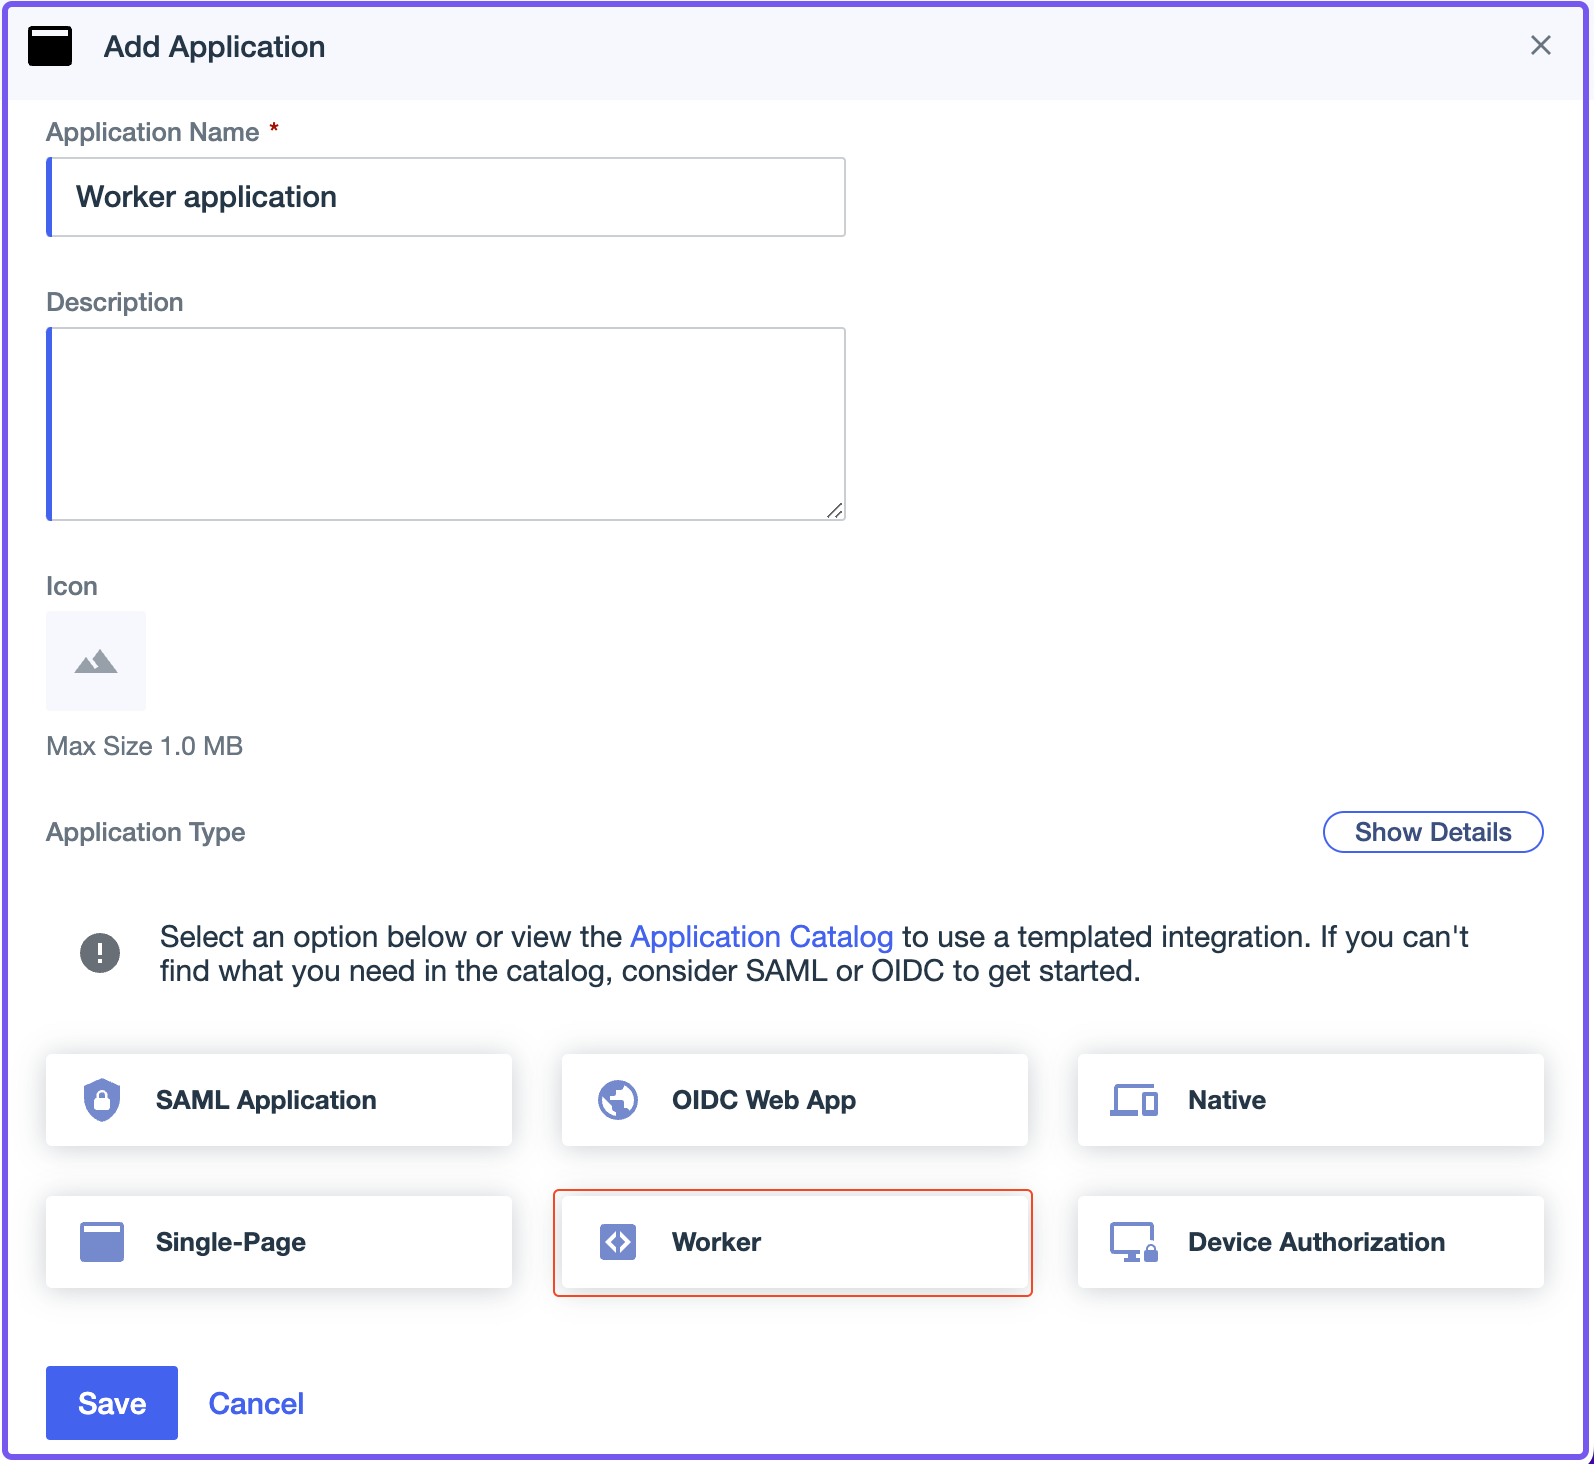 Add Application
Application Name *
Worker application
Description
Icon
Max Size 1.0 MB
Application Type
Show Details
Select an option below or view the Application Catalog to use a templated integration. If you can't
find what you need in the catalog, consider SAML or OIDC to get started.
SAML Application
OIDC Web App
Native
Single-Page
Worker
Device Authorization
Save
Cancel